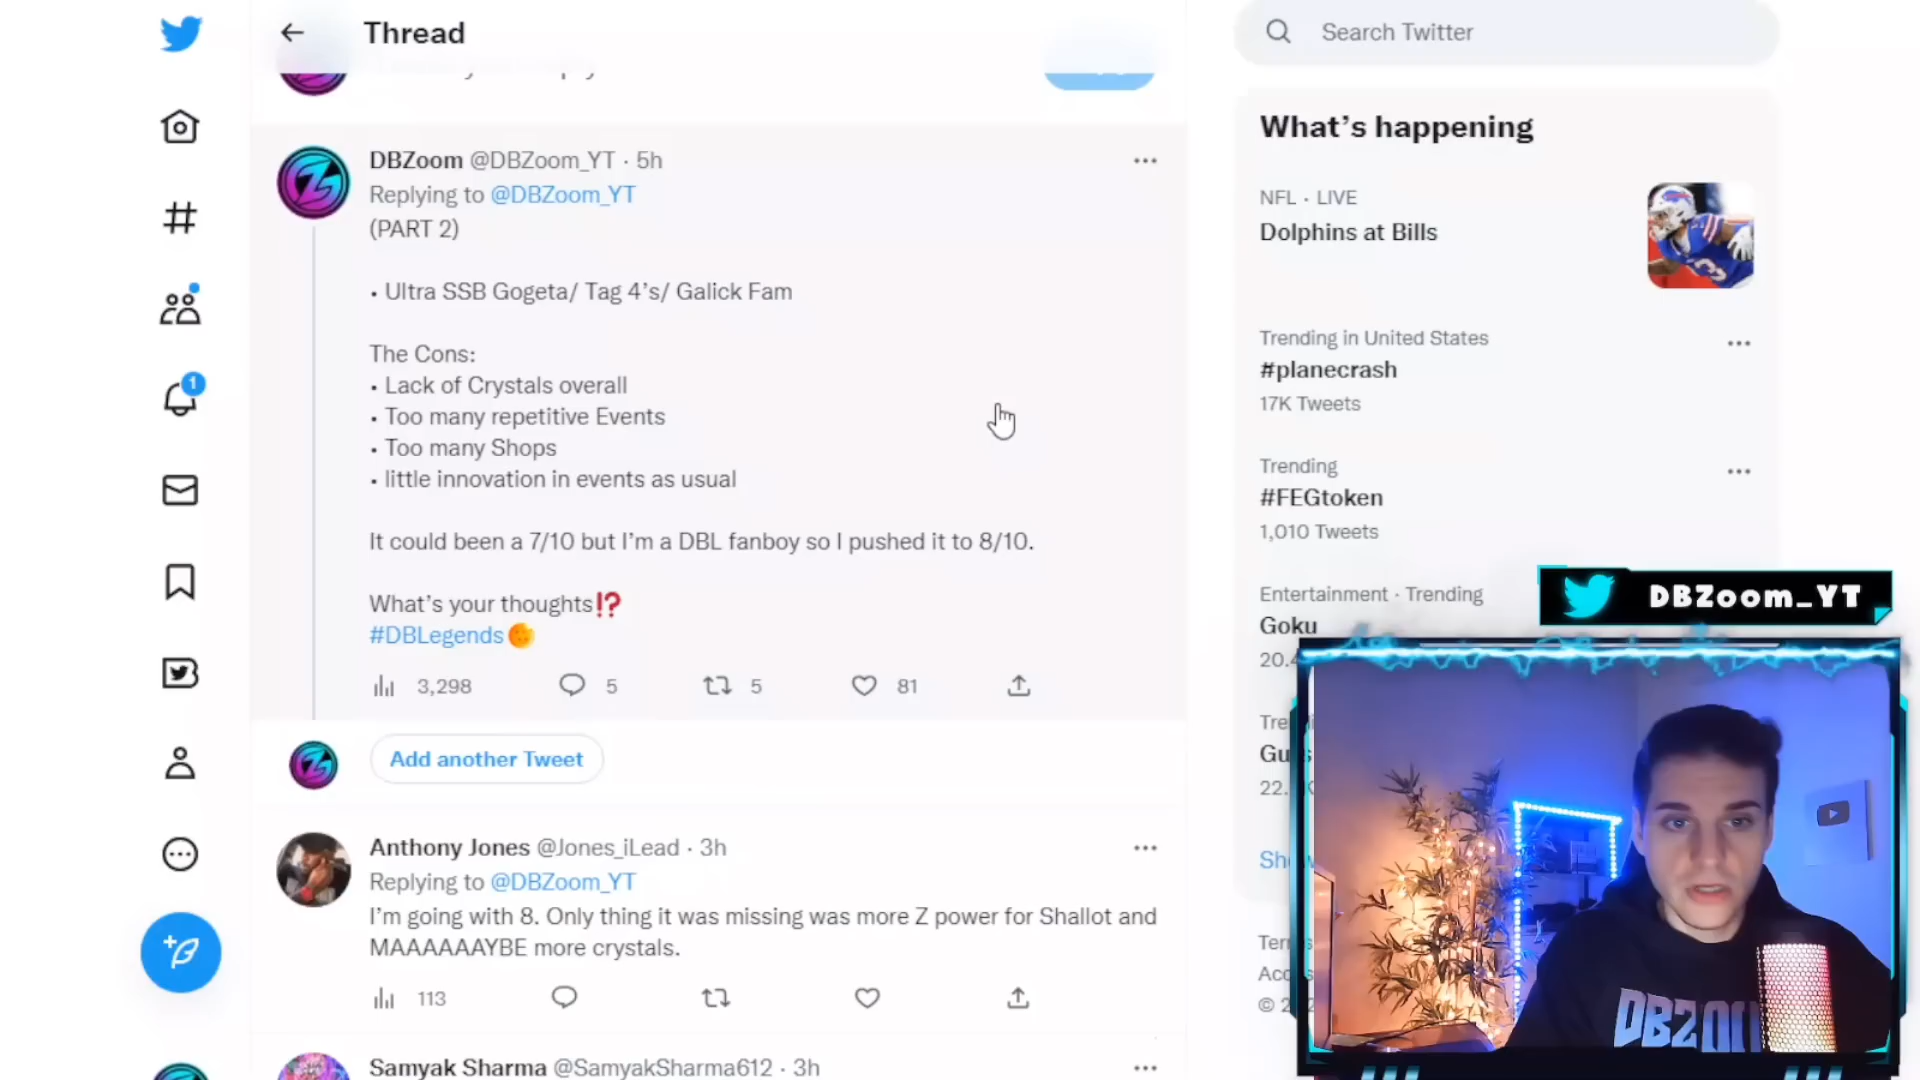 Thread
Search Twitter
DBZoom @DBZoom_YT · 5h
Replying to @DBZoom_YT
(PART 2)
• Ultra SSB Gogeta/ Tag 4's/ Galick Fam
The Cons:
• Lack of Crystals overall
• Too many repetitive Events
• Too many Shops
• little innovation in events as usual
It could been a 7/10 but I'm a DBL fanboy so I pushed it to 8/10.
What's your thoughts⁉️
#DBLegends
3,298 5 5 81
Add another Tweet
Anthony Jones @Jones_iLead · 3h
Replying to @DBZoom_YT
I'm going with 8. Only thing it was missing was more Z power for Shallot and
MAAAAAAYBE more crystals.
113
Samyak Sharma @SamyakSharma612 · 3h
1
What's happening
NFL · LIVE
Dolphins at Bills
Trending in United States
#planecrash
17K Tweets
Trending
#FEGtoken
1,010 Tweets
Entertainment · Trending
Goku
20.4
22.
DBZoom_YT